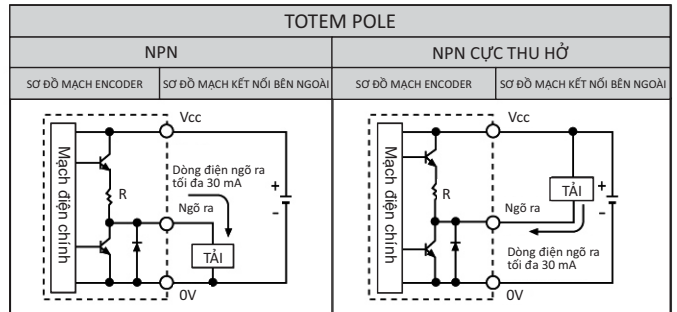 TOTEM POLE
NPN
NPN CỰC THU HỞ
SƠ ĐỒ MẠCH ENCODER
SƠ ĐỒ MẠCH KẾT NỐI BÊN NGOÀI
SƠ ĐỒ MẠCH ENCODER
SƠ ĐỒ MẠCH KẾT NỐI BÊN NGOÀI
Mạch điện chính
R
Vcc
Dòng điện ngõ ra
tối đa 30 mA
Ngõ ra
TẢI
+
-
0V
Mạch điện chính
R
Vcc
TẢI
+
-
Ngõ ra
Dòng điện ngõ ra
tối đa 30 mA
0V